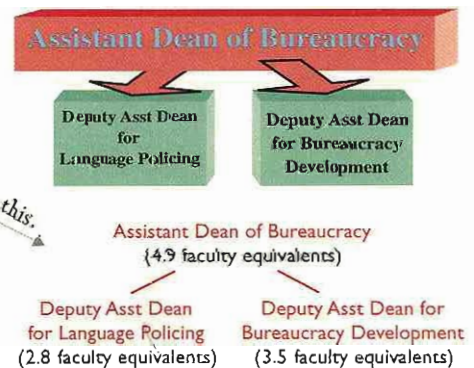 Assistant Dean of Bureaucracy
Deputy Asst Dean
for
Language Policing
Deputy Asst Dean
for Bureaucracy
Development
this,
Assistant Dean of Bureaucracy
(4.9 faculty equivalents)
Deputy Asst Dean
for Language Policing
(2.8 faculty equivalents)
Deputy Asst Dean for
Bureaucracy Development
(3.5 faculty equivalents)